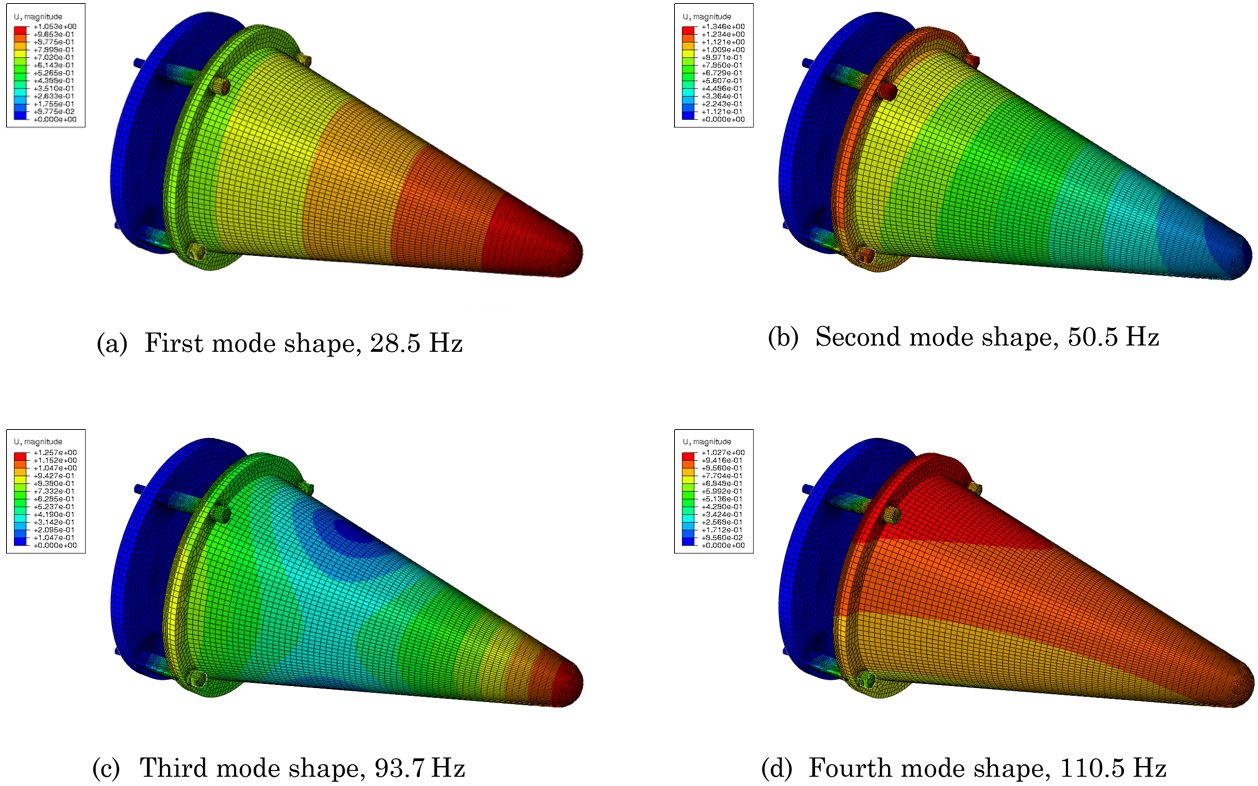 U, magnitude
+1.053e+00
+9.653e-01
+8.775e-01
+7.898e-01
+7.020e-01
+6.143e-01
+5.265e-01
+4.388e-01
+3.510e-01
+2.633e-01
+1.755e-01
+8.775e-02
+0.000e+00
U, magnitude
+1.346e+00
+1.234e+00
+1.121e+00
+1.009e+00
+8.971e-01
+7.850e-01
+6.729e-01
+5.607e-01
+4.486e-01
+3.364e-01
+2.243e-01
+1.121e-01
+0.000e+00
(a) First mode shape, 28.5 Hz
(b) Second mode shape, 50.5 Hz
U, magnitude
+1.257e+00
+1.152e+00
+1.047e+00
+9.427e-01
+8.380e-01
+7.332e-01
+6.285e-01
+5.237e-01
+4.190e-01
+3.142e-01
+2.095e-01
+1.047e-01
+0.000e+00
U, magnitude
+1.027e+00
+9.416e-01
+8.560e-01
+7.704e-01
+6.848e-01
+5.992e-01
+5.136e-01
+4.280e-01
+3.424e-01
+2.568e-01
+1.712e-01
+8.560e-02
+0.000e+00
(c) Third mode shape, 93.7 Hz
(d) Fourth mode shape, 110.5 Hz